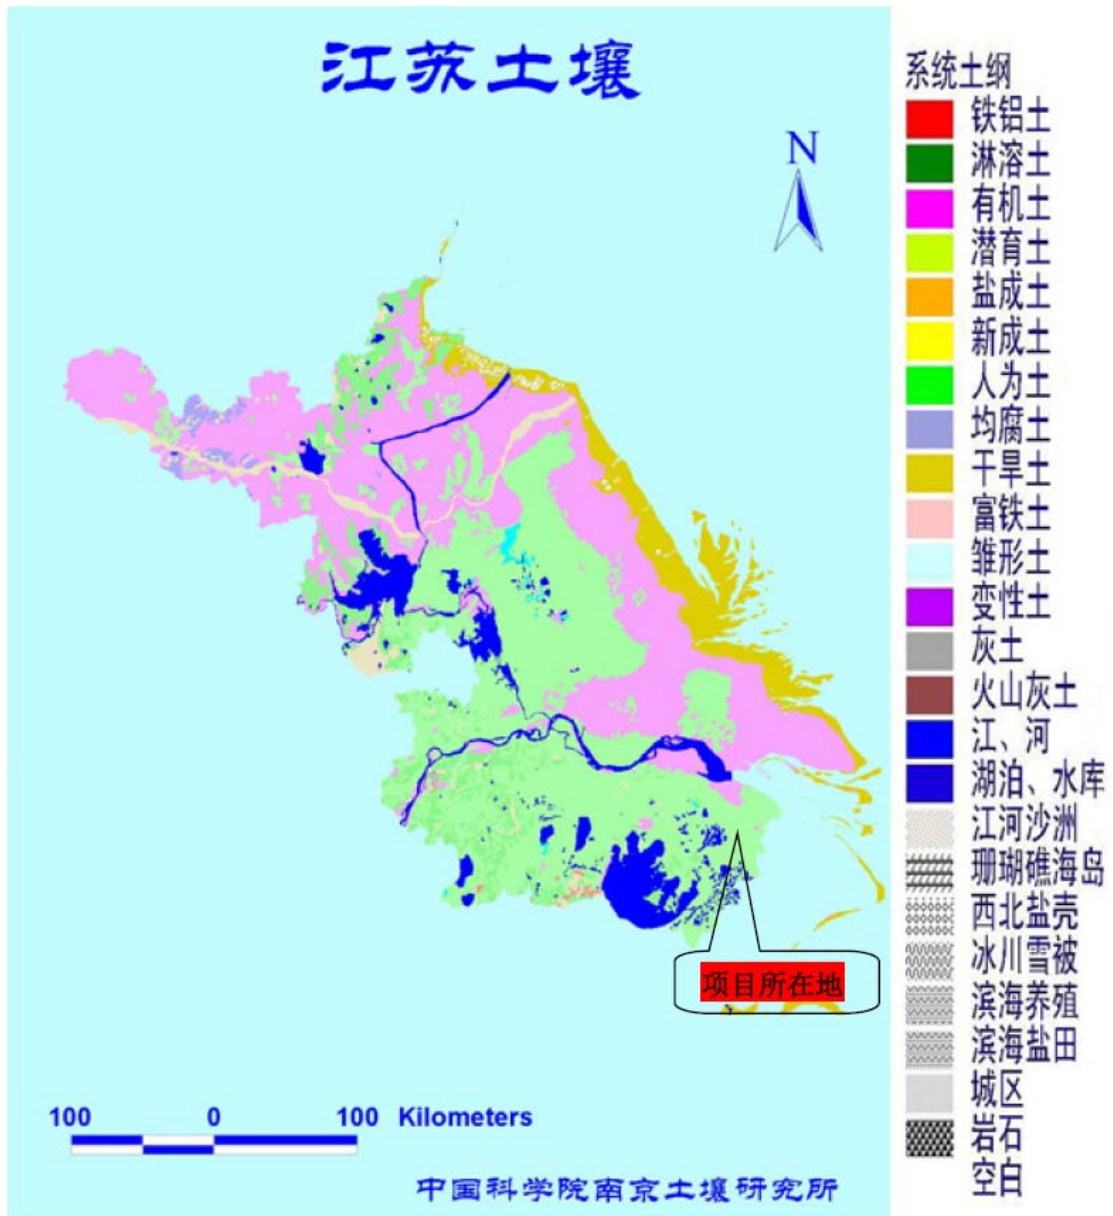 江苏土壤
N
项目所在地
100 0 100 Kilometers
中国科学院南京土壤研究所
系统土纲
铁铝土
淋溶土
有机土
潜育土
盐成土
新成土
人为土
均腐土
干旱土
富铁土
雏形土
变性土
灰土
火山灰土
江、河
湖泊、水库
江河沙洲
珊瑚礁海岛
西北盐壳
冰川雪被
滨海养殖
滨海盐田
城区
岩石
空白